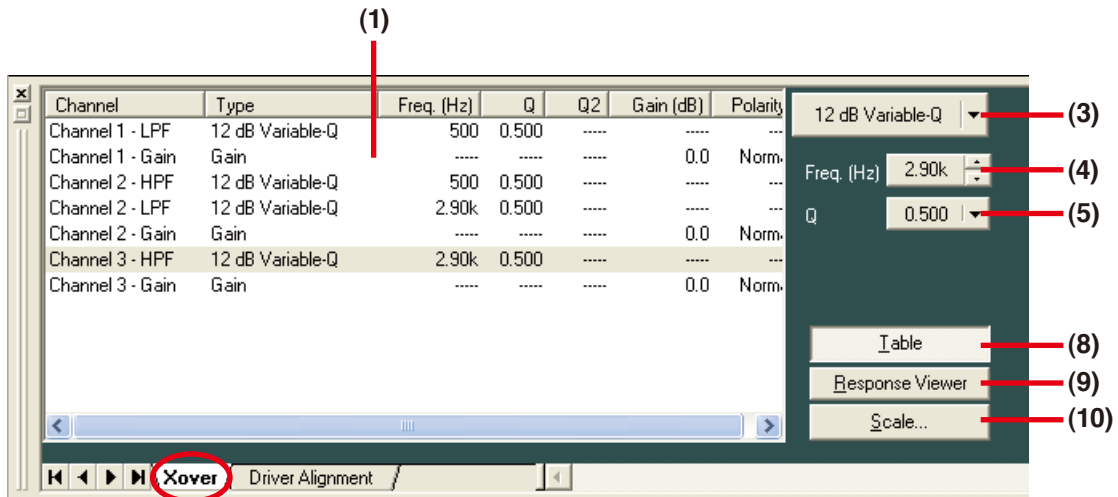 (1)
Channel Type Freq. (Hz) Q Q2 Gain (dB) Polarity
Channel 1 - LPF 12 dB Variable-Q 500 0.500 ----- ----- ---
Channel 1 - Gain Gain ----- ----- ----- 0.0 Norm
Channel 2 - HPF 12 dB Variable-Q 500 0.500 ----- ----- ---
Channel 2 - LPF 12 dB Variable-Q 2.90k 0.500 ----- ----- ---
Channel 2 - Gain Gain ----- ----- ----- 0.0 Norm
Channel 3 - HPF 12 dB Variable-Q 2.90k 0.500 ----- ----- ---
Channel 3 - Gain Gain ----- ----- ----- 0.0 Norm
12 dB Variable-Q (3)
Freq. (Hz) 2.90k (4)
Q 0.500 (5)
Table (8)
Response Viewer (9)
Scale... (10)
Xover Driver Alignment